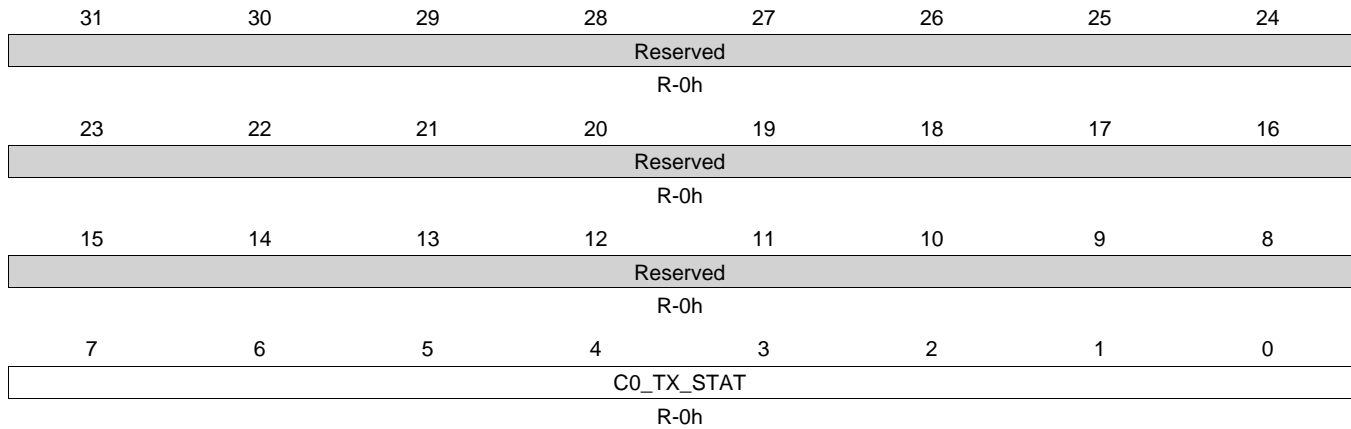 31 30 29 28 27 26 25 24
Reserved
R-0h
23 22 21 20 19 18 17 16
Reserved
R-0h
15 14 13 12 11 10 9 8
Reserved
R-0h
7 6 5 4 3 2 1 0
C0_TX_STAT
R-0h